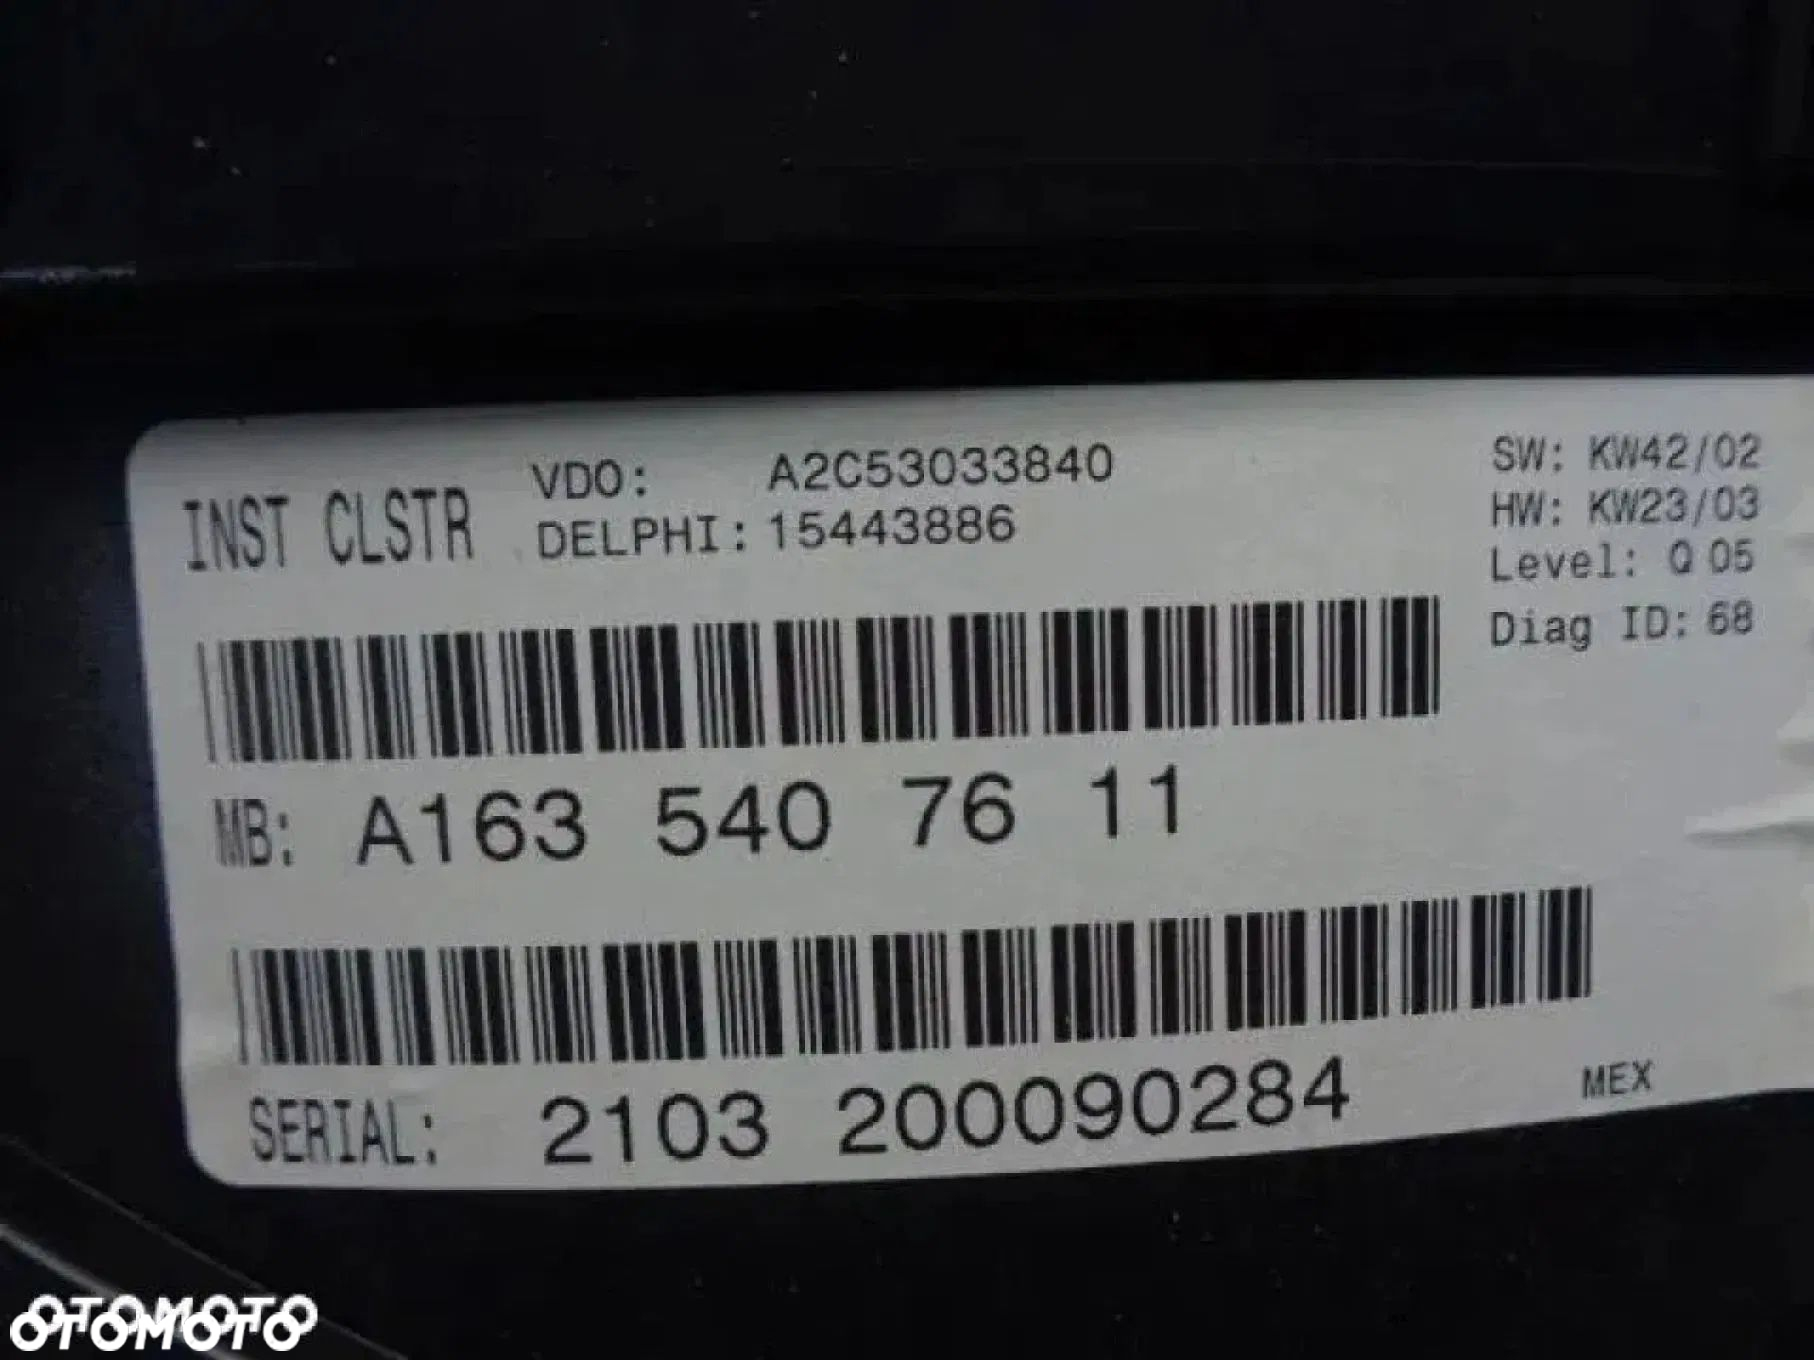 INST CLSTR
VDO: A2C53033840
DELPHI: 15443886
SW: KW42/02
HW: KW23/03
Level: Q 05
Diag ID: 68
MB: A163 540 76 11
SERIAL: 2103 200090284
MEX
OTOMOTO
OTOMOTO